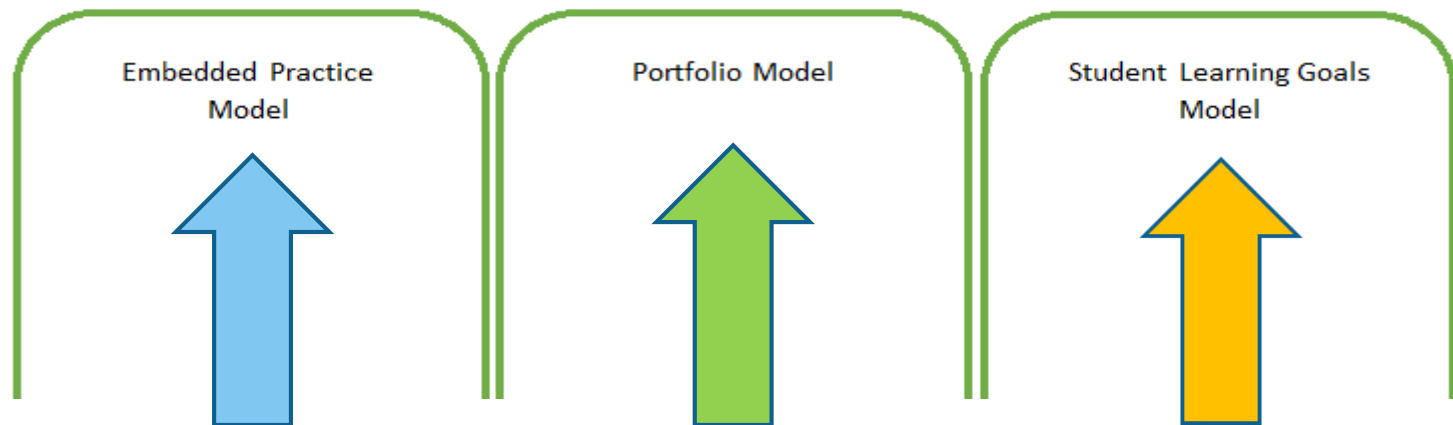 Embedded Practice
Model
Portfolio Model
Student Learning Goals
Model